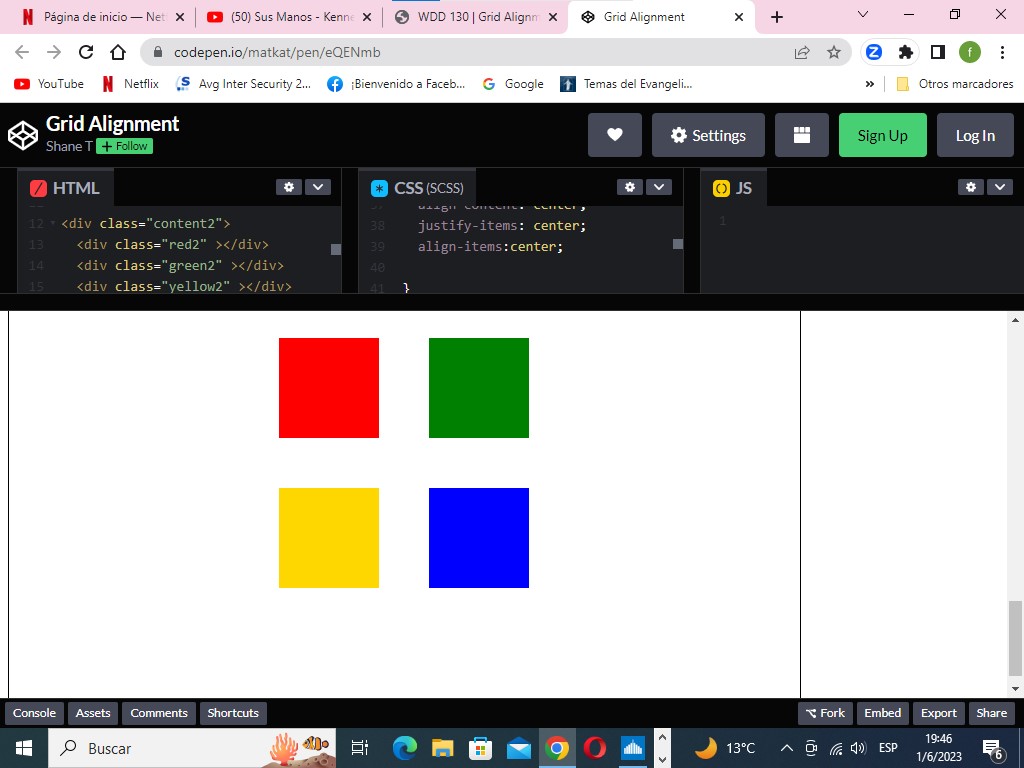 Página de inicio — Net
(50) Sus Manos - Kenne
WDD 130 | Grid Alignm
Grid Alignment
codepen.io/matkat/pen/eQENmb
f
YouTube
Netflix
Avg Inter Security 2...
¡Bienvenido a Faceb...
Google
Temas del Evangeli...
»
Otros marcadores
Grid Alignment
Shane T + Follow
Settings
Sign Up
Log In
HTML
CSS (SCSS)
JS
12 <div class="content2">
13 <div class="red2" ></div>
14 <div class="green2" ></div>
15 <div class="yellow2" ></div>
37 align-content: center;
38 justify-items: center;
39 align-items:center;
40
41 }
1
Console
Assets
Comments
Shortcuts
Fork
Embed
Export
Share
Buscar
13°C
ESP
19:46
1/6/2023
6